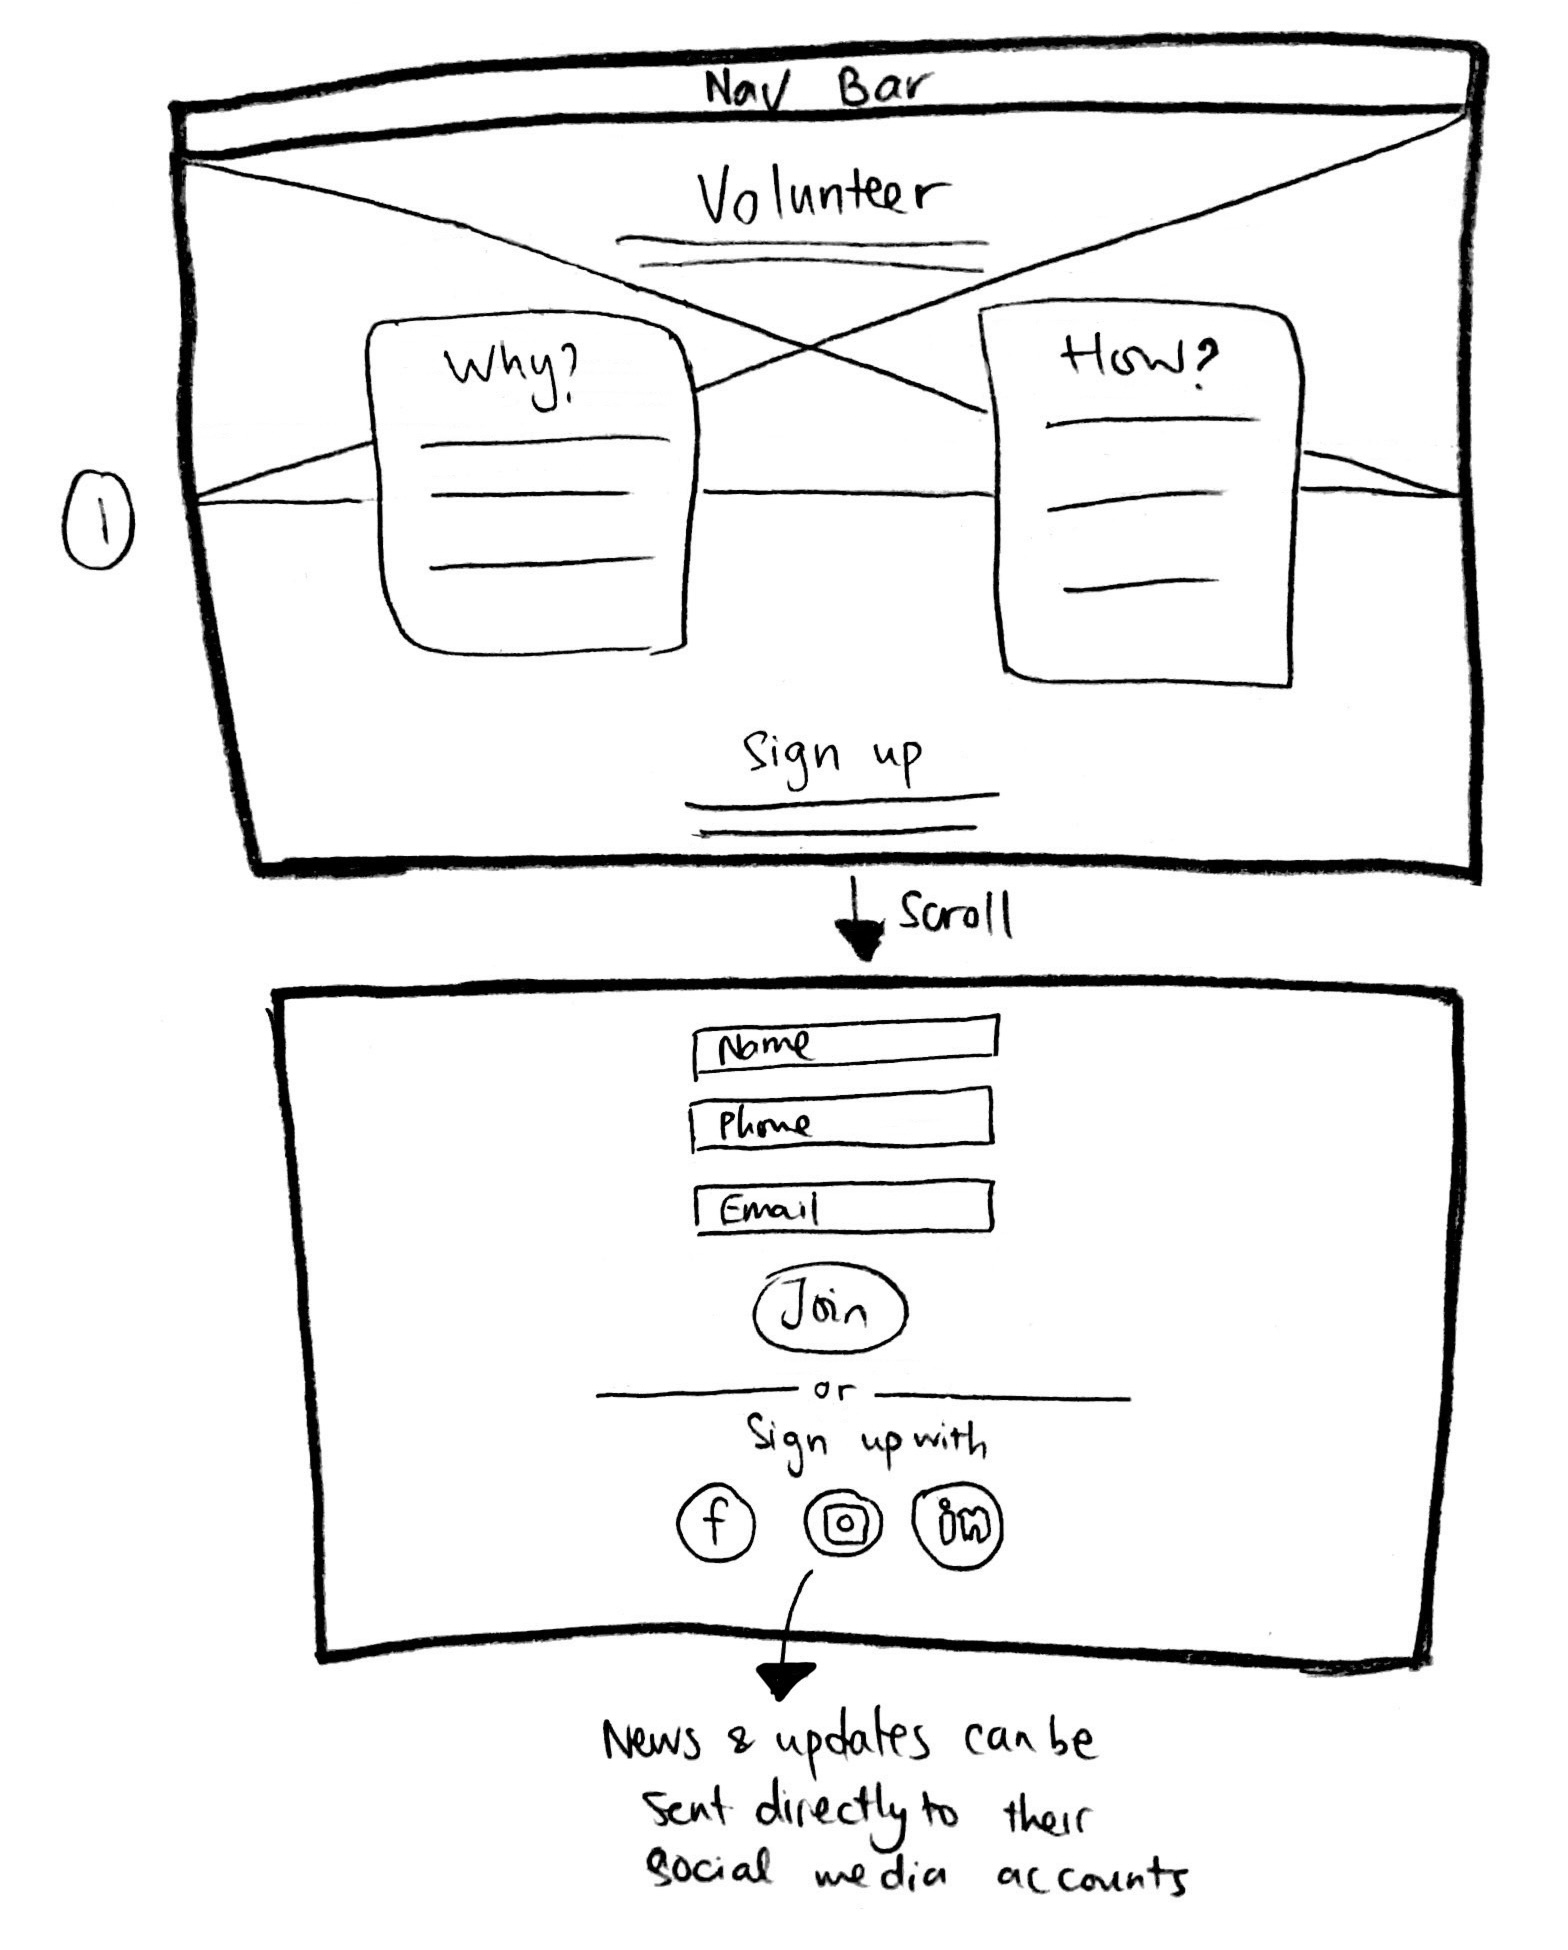 Nav Bar
Volunteer
Why?
How?
1
Sign up
Scroll
Name
Phone
Email
Join
or
Sign up with
f
in
News & updates can be
sent directly to their
social media accounts